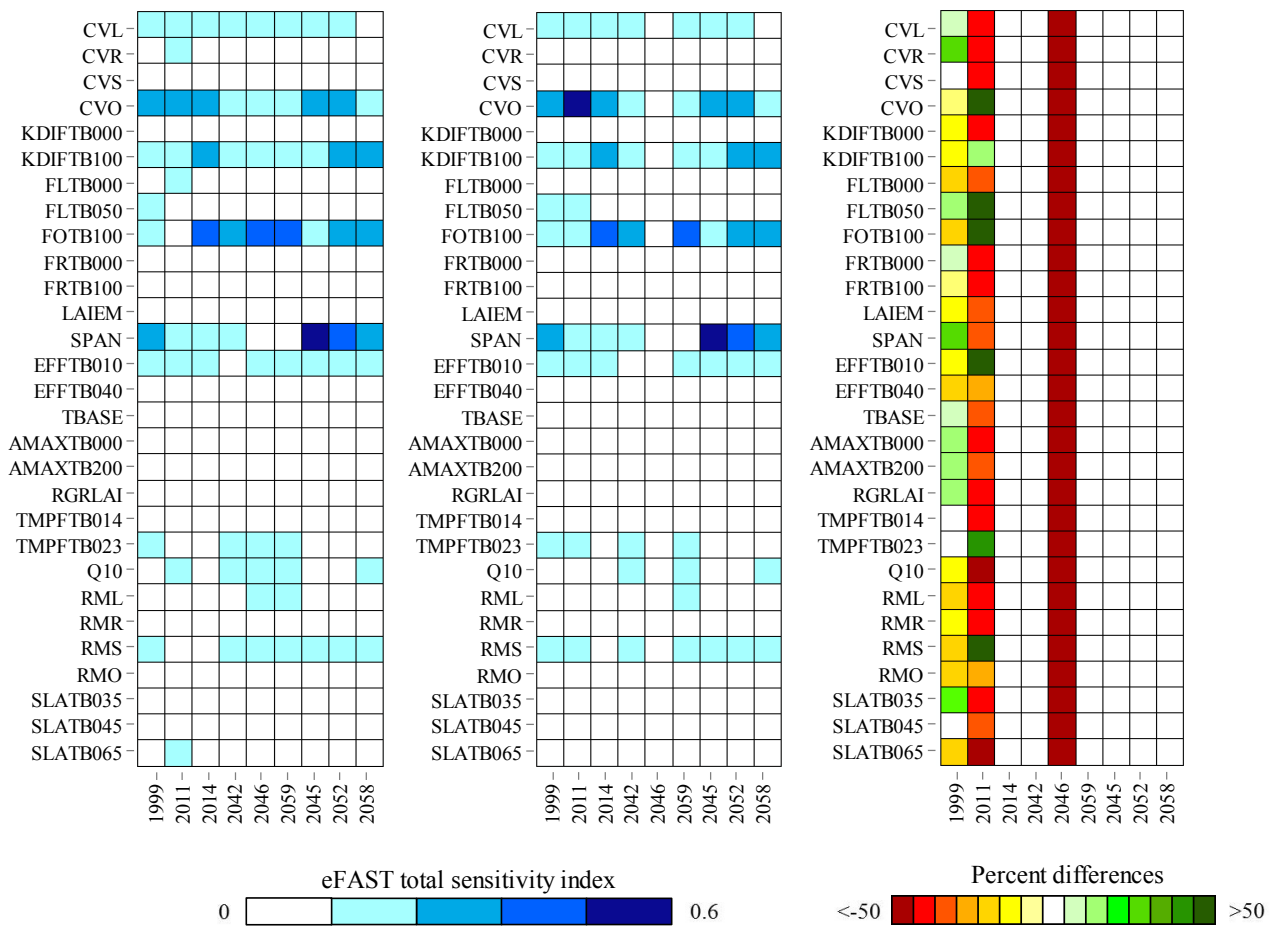 CVL
CVR
CVS
CVO
KDIFTB000
KDIFTB100
FLTB000
FLTB050
FOTB100
FRTB000
FRTB100
LAIEM
SPAN
EFFTB010
EFFTB040
TBASE
AMAXTB000
AMAXTB200
RGRLAI
TMPFTB014
TMPFTB023
Q10
RML
RMR
RMS
RMO
SLATB035
SLATB045
SLATB065
1999
2011
2014
2042
2046
2059
2045
2052
2058
CVL
CVR
CVS
CVO
KDIFTB000
KDIFTB100
FLTB000
FLTB050
FOTB100
FRTB000
FRTB100
LAIEM
SPAN
EFFTB010
EFFTB040
TBASE
AMAXTB000
AMAXTB200
RGRLAI
TMPFTB014
TMPFTB023
Q10
RML
RMR
RMS
RMO
SLATB035
SLATB045
SLATB065
1999
2011
2014
2042
2046
2059
2045
2052
2058
CVL
CVR
CVS
CVO
KDIFTB000
KDIFTB100
FLTB000
FLTB050
FOTB100
FRTB000
FRTB100
LAIEM
SPAN
EFFTB010
EFFTB040
TBASE
AMAXTB000
AMAXTB200
RGRLAI
TMPFTB014
TMPFTB023
Q10
RML
RMR
RMS
RMO
SLATB035
SLATB045
SLATB065
1999
2011
2014
2042
2046
2059
2045
2052
2058
eFAST total sensitivity index
0 0.6
Percent differences
<-50 >50